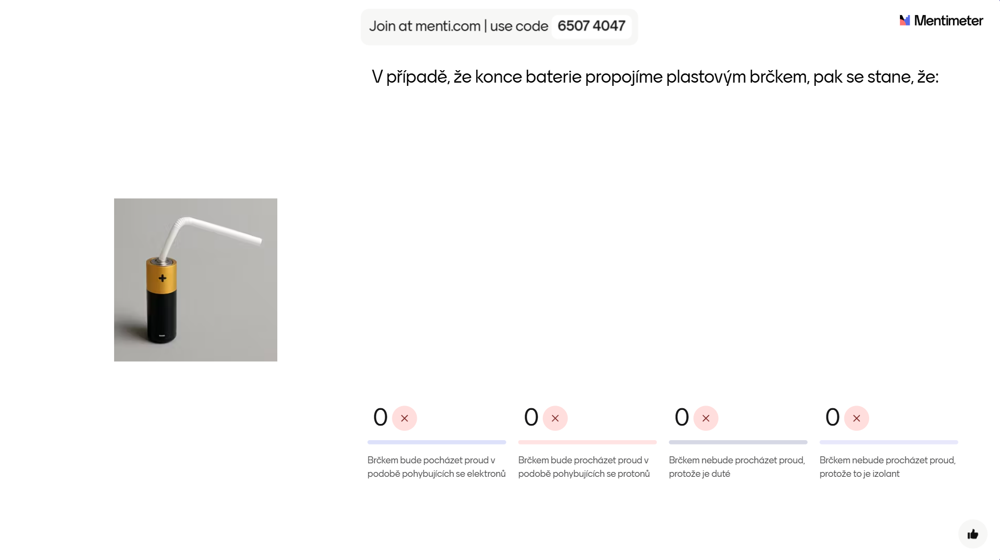 Join at menti.com | use code 6507 4047
Mentimeter
V případě, že konce baterie propojíme plastovým brčkem, pak se stane, že:
+
0
0
0
0
Brčkem bude pocházet proud v
podobě pohybujících se elektronů
Brčkem bude procházet proud v
podobě pohybujících se protonů
Brčkem nebude procházet proud,
protože je duté
Brčkem nebude procházet proud,
protože to je izolant